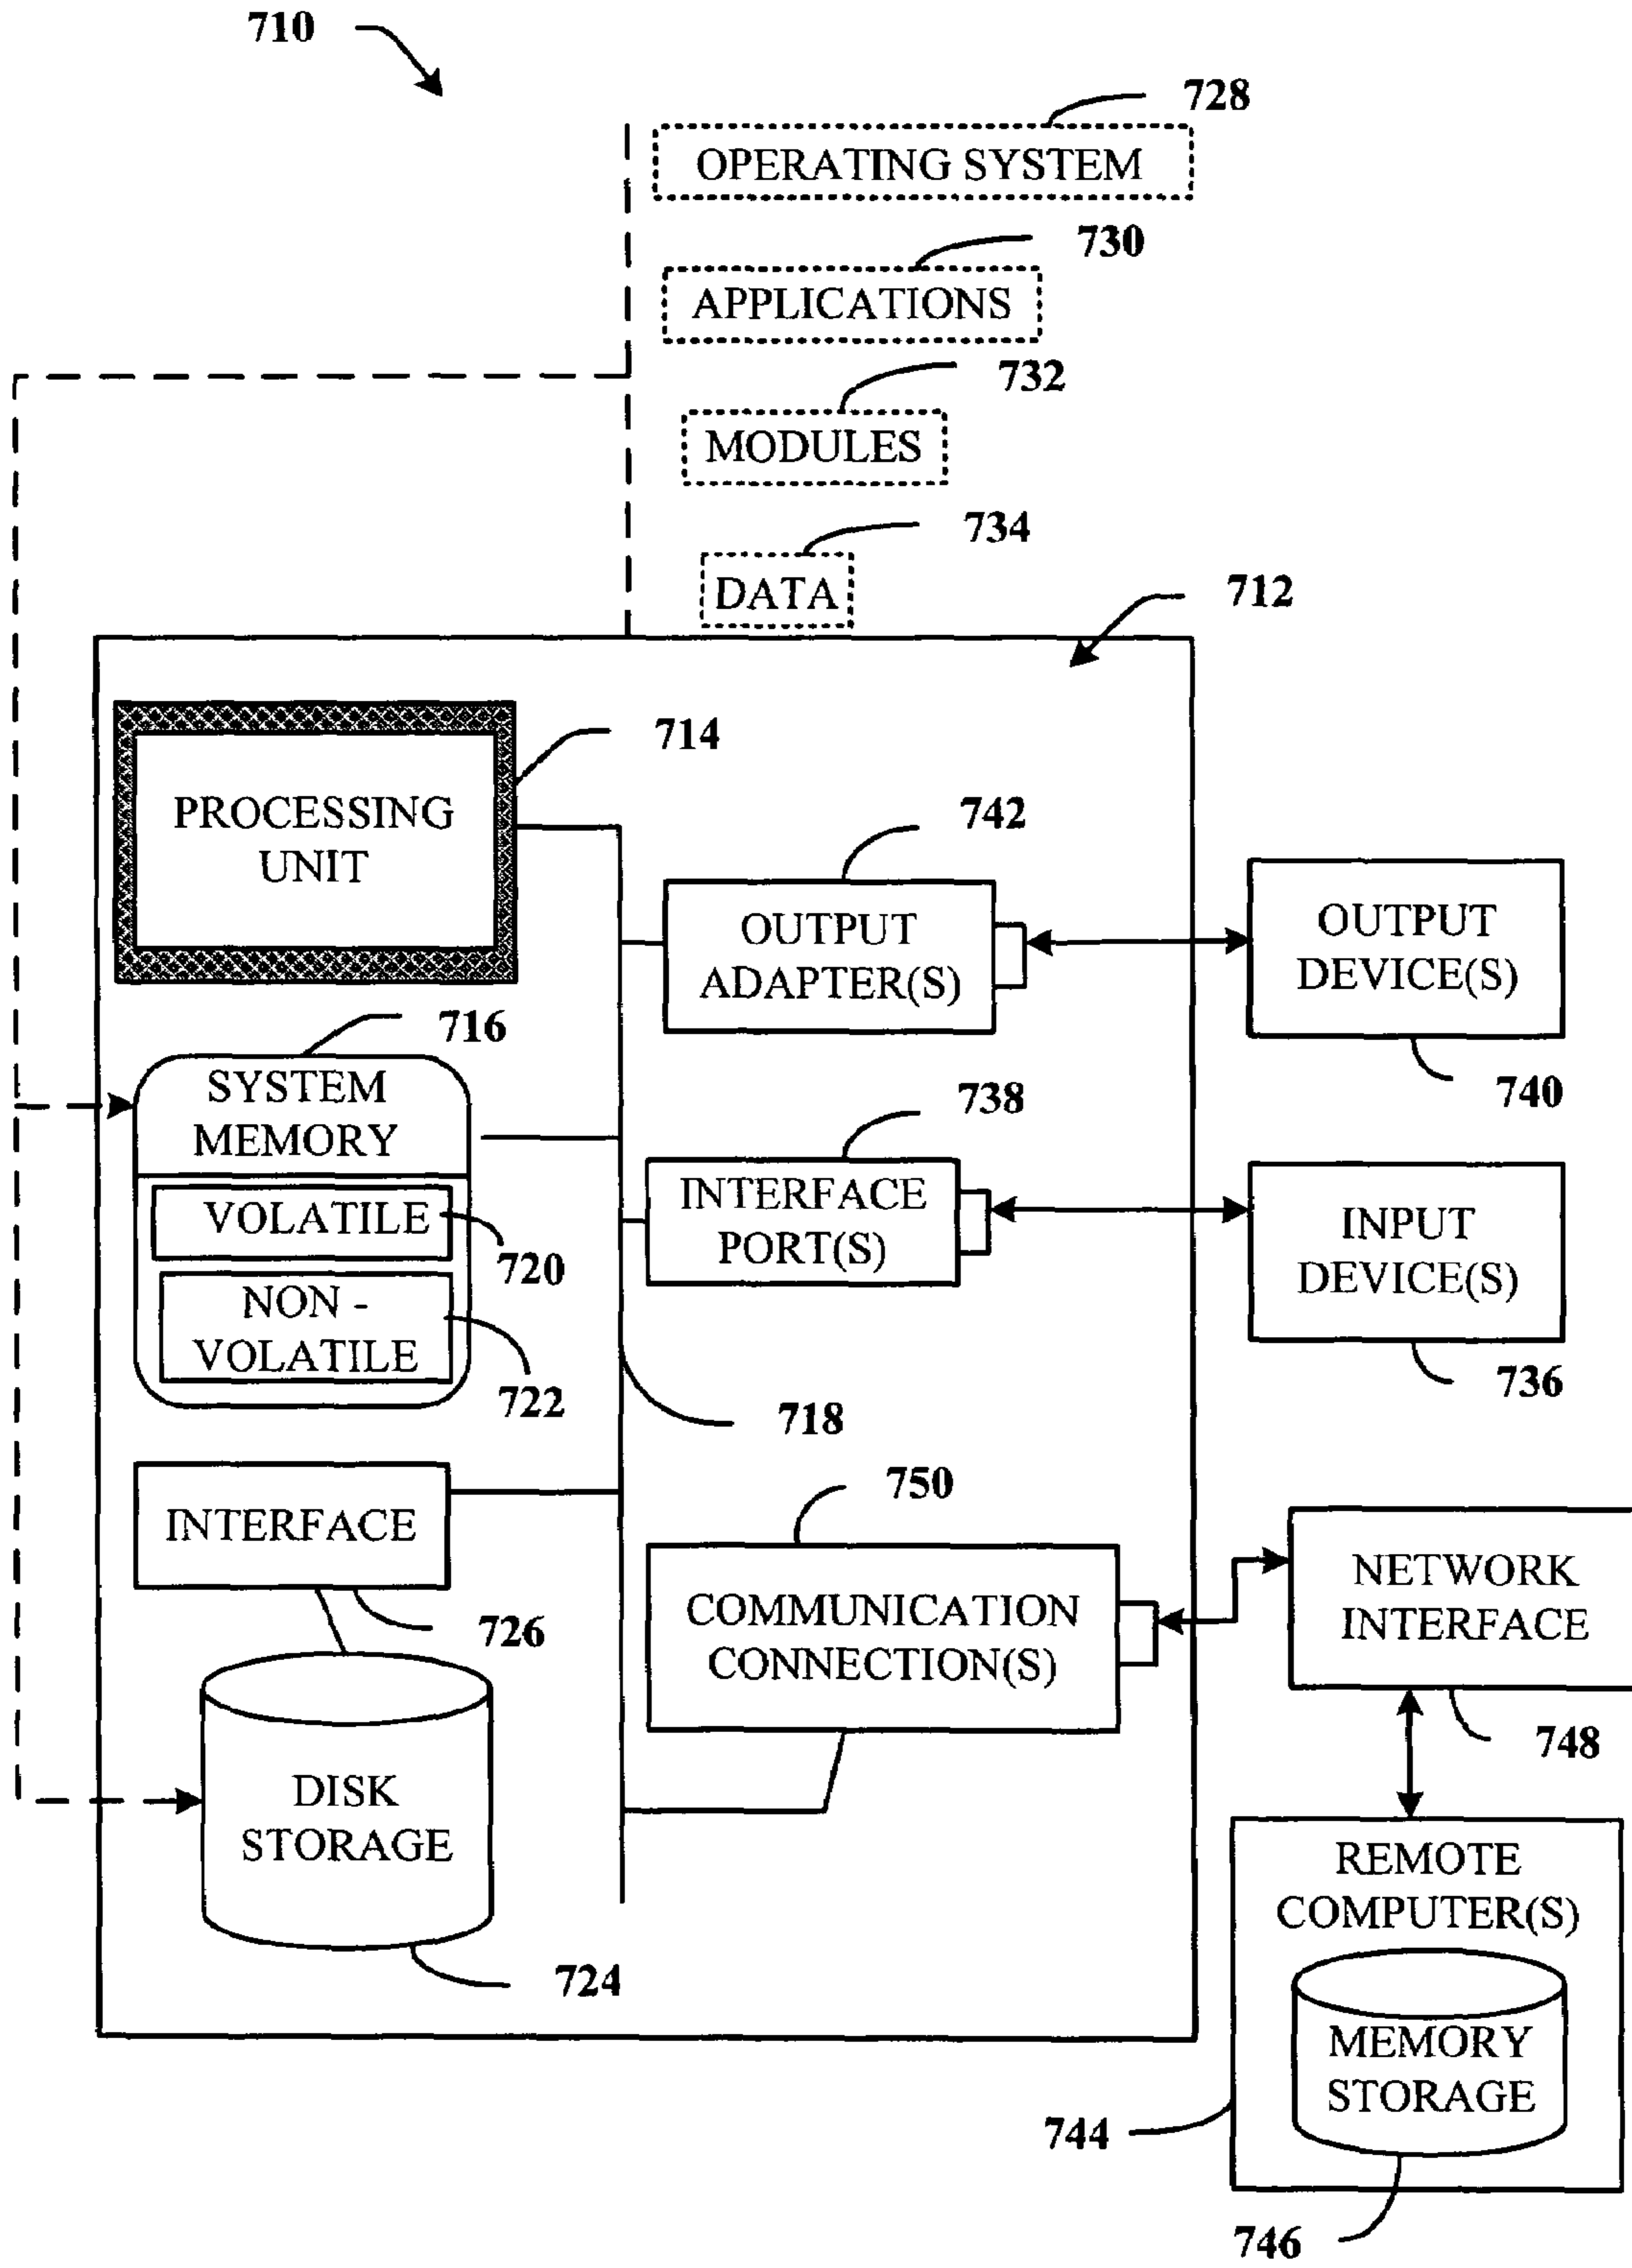 710
728
OPERATING SYSTEM
730
APPLICATIONS
732
MODULES
734
DATA
712
714
PROCESSING
UNIT
742
OUTPUT
ADAPTER(S)
OUTPUT
DEVICE(S)
740
716
SYSTEM
MEMORY
VOLATILE
720
NON -
VOLATILE
722
738
INTERFACE
PORT(S)
INPUT
DEVICE(S)
736
718
INTERFACE
726
750
COMMUNICATION
CONNECTION(S)
NETWORK
INTERFACE
748
DISK
STORAGE
724
REMOTE
COMPUTER(S)
MEMORY
STORAGE
744
746